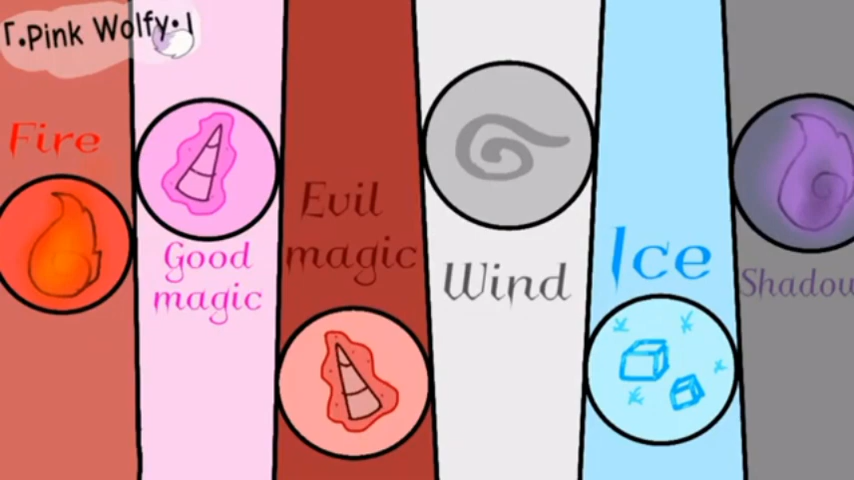 「•Pink Wolfy•」
Fire
Good
magic
Evil
magic
Wind
Ice
Shadow